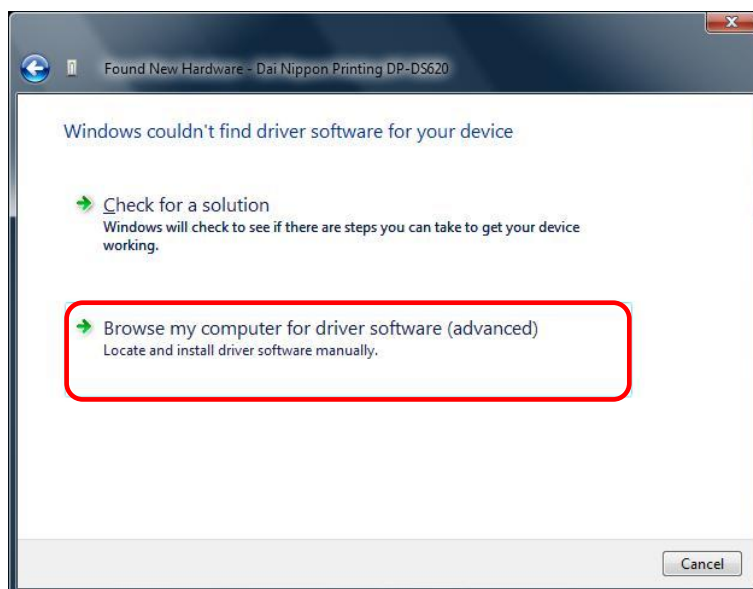 Found New Hardware - Dai Nippon Printing DP-DS620
Windows couldn't find driver software for your device
Check for a solution
Windows will check to see if there are steps you can take to get your device
working.
Browse my computer for driver software (advanced)
Locate and install driver software manually.
Cancel